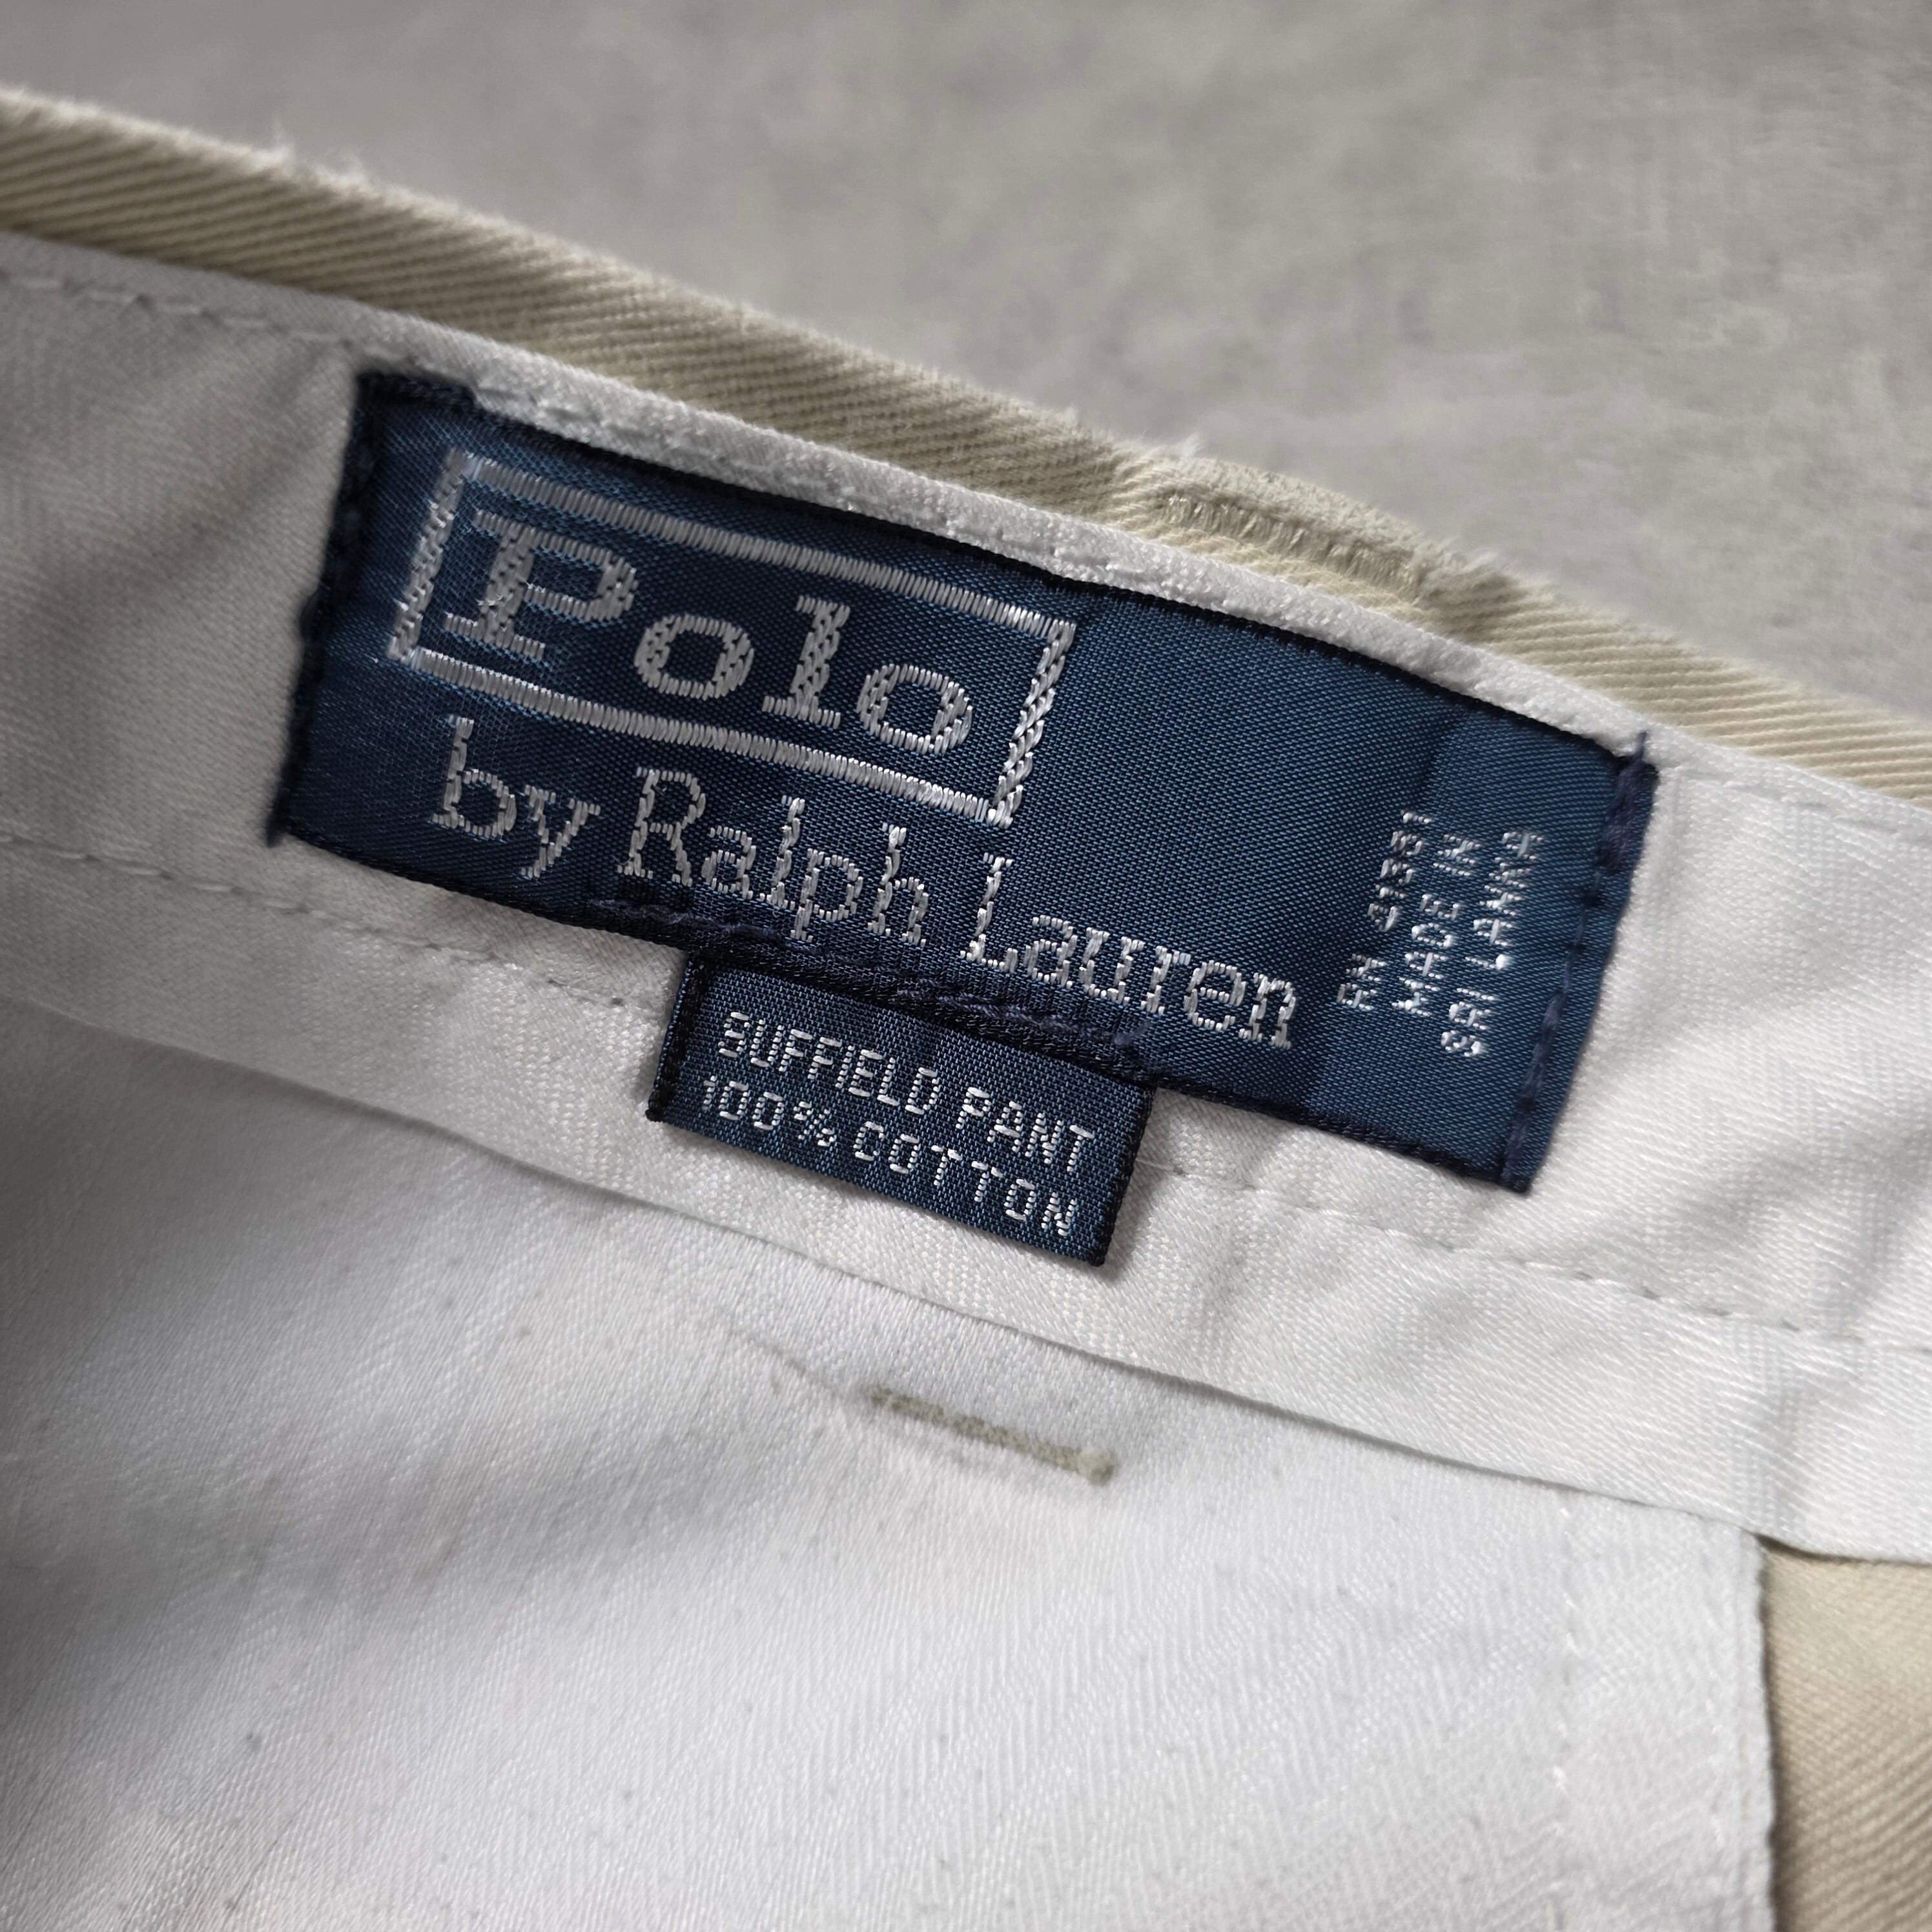 Polo
by Ralph Lauren
RN 41381
MADE IN
SRI LANKA
SUFFIELD PANT
100% COTTON